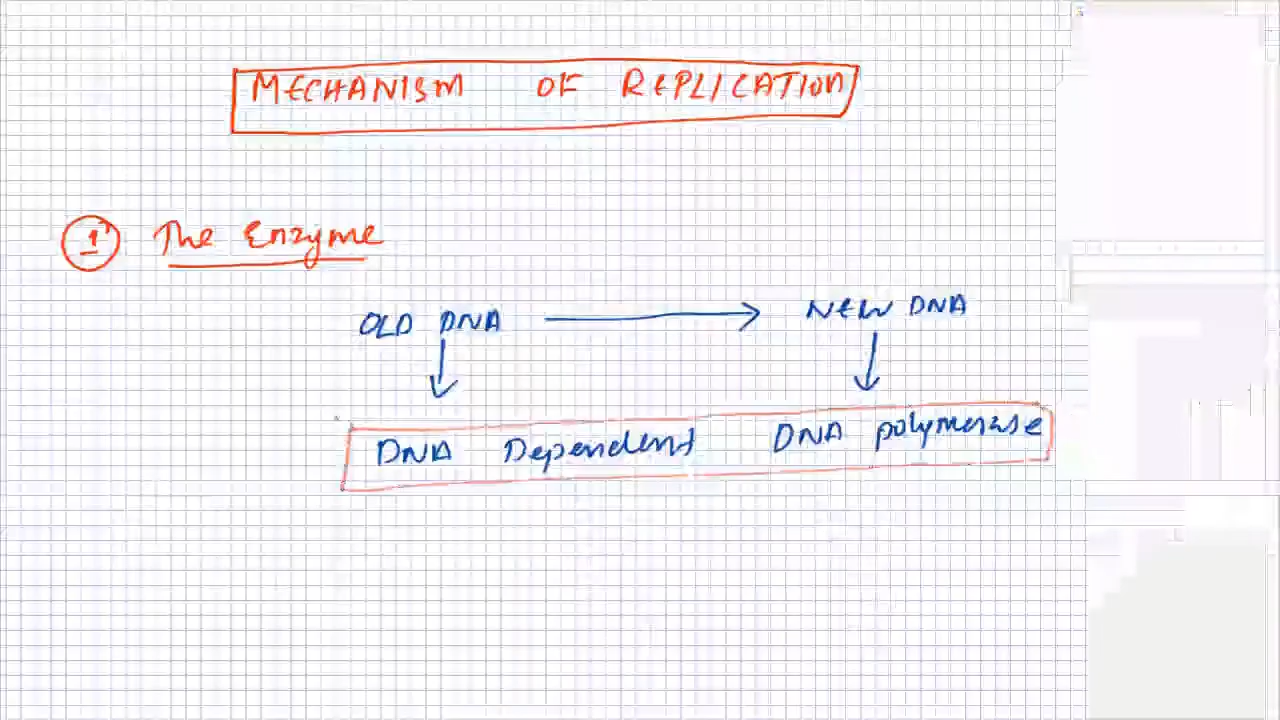 MECHANISM OF REPLICATION
1 The Enzyme
OLD DNA → NEW DNA
DNA Dependent DNA polymerase